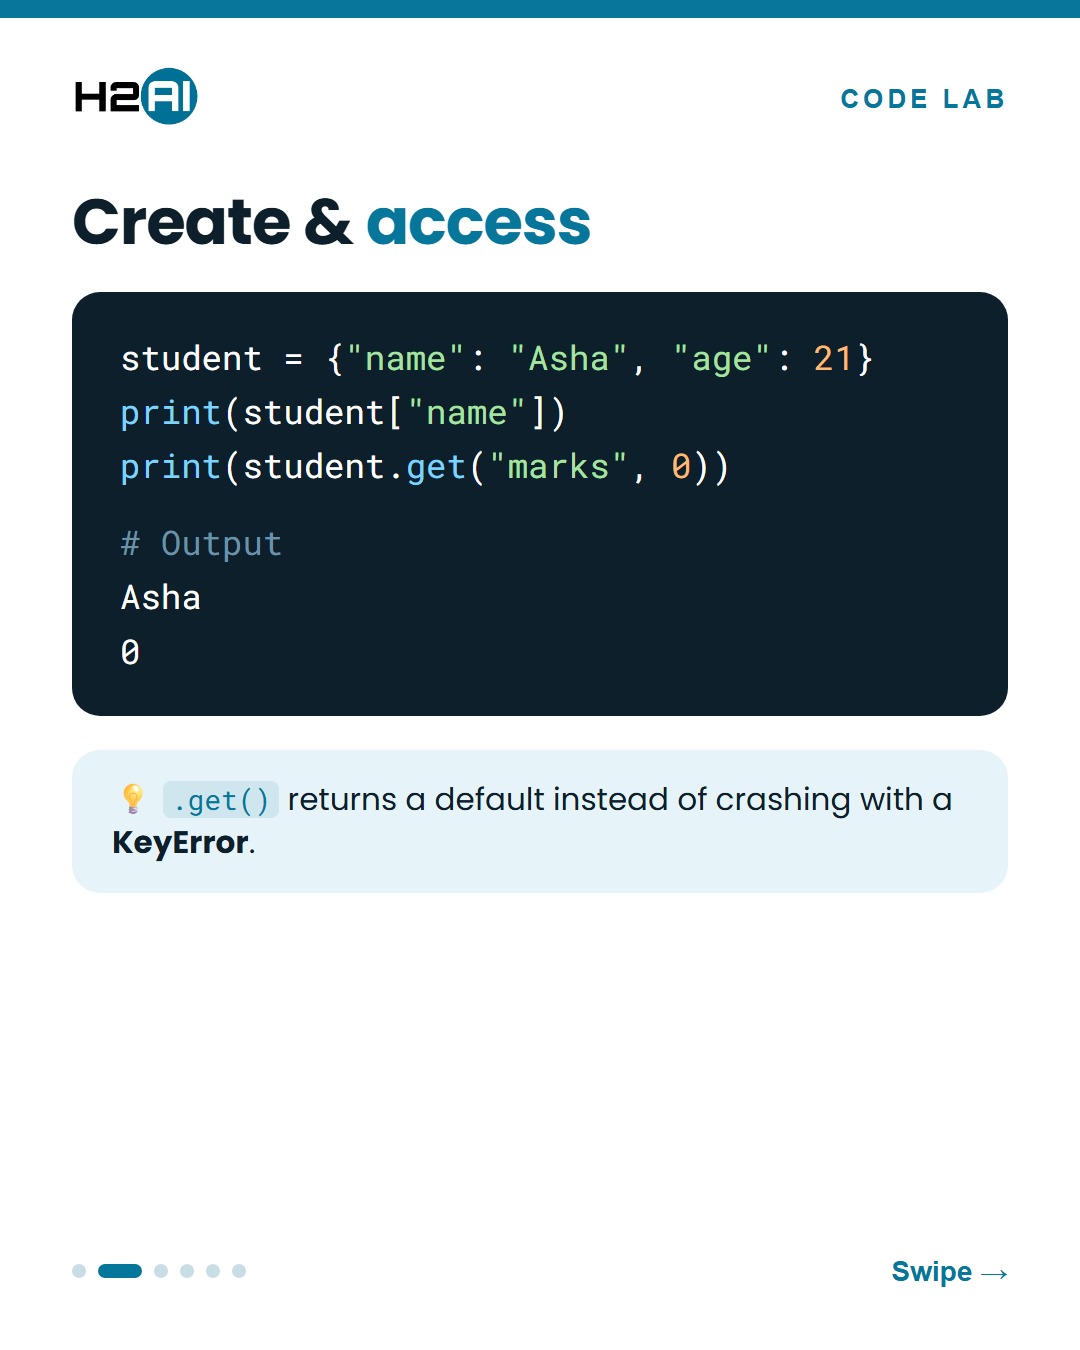 H2AI
CODE LAB
Create & access
student = {"name": "Asha", "age": 21}
print(student["name"])
print(student.get("marks", 0))
# Output
Asha
0
💡 .get() returns a default instead of crashing with a
KeyError.
Swipe →